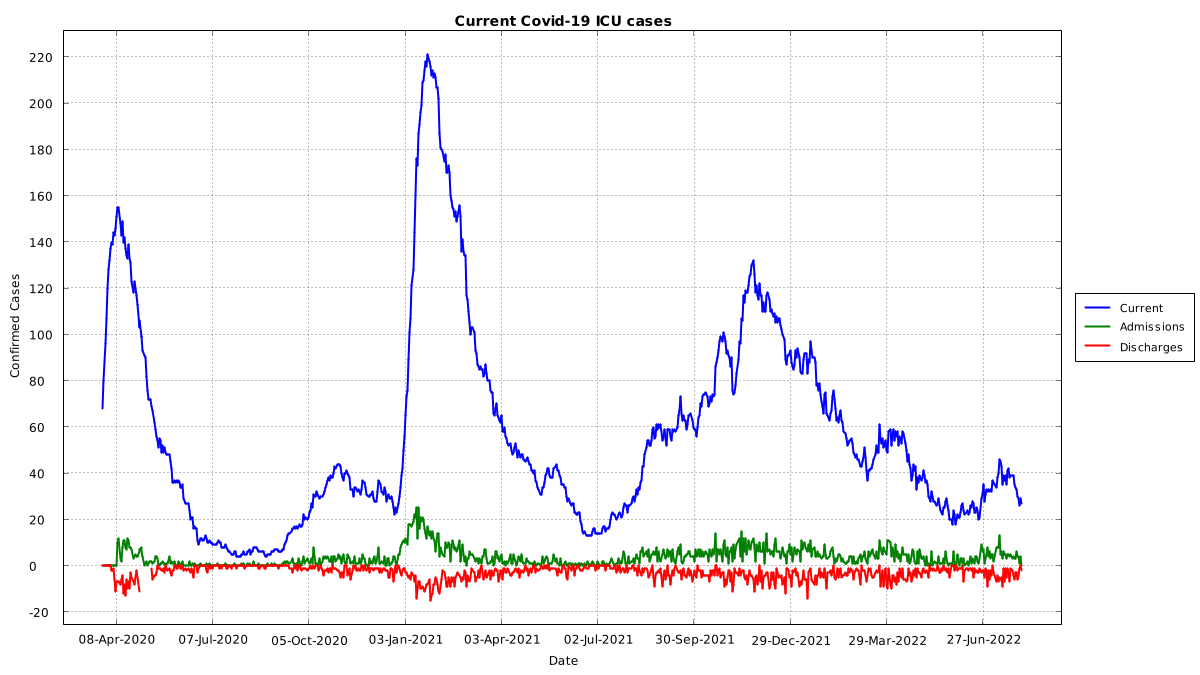 Current Covid-19 ICU cases
220
200
180
160
140
120
100
80
60
40
20
0
-20
Confirmed Cases
08-Apr-2020 07-Jul-2020 05-Oct-2020 03-Jan-2021 03-Apr-2021 02-Jul-2021 30-Sep-2021 29-Dec-2021 29-Mar-2022 27-Jun-2022
Date
Current
Admissions
Discharges